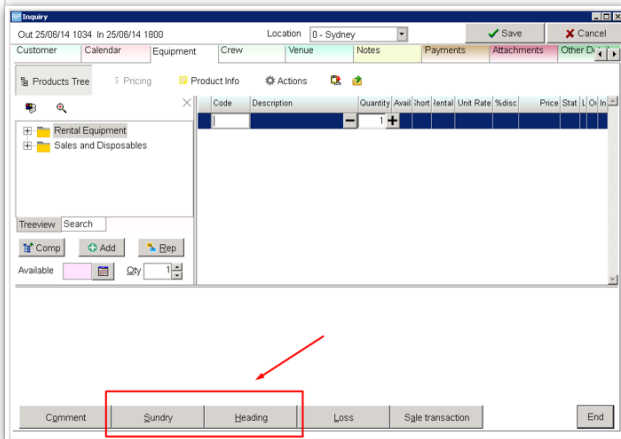 RP Inquiry
Out 25/06/14 1034 In 25/06/14 1800 Location 0 - Sydney Save Cancel
Customer Calendar Equipment Crew Venue Notes Payments Attachments Other D
Products Tree Pricing Product Info Actions
Code Description Quantity Avail Short Rental Unit Rate %disc Price Stat L O In
1
Rental Equipment
Sales and Disposables
Treeview Search
Comp Add Rep
Available Qty 1
Comment Sundry Heading Loss Sale transaction End